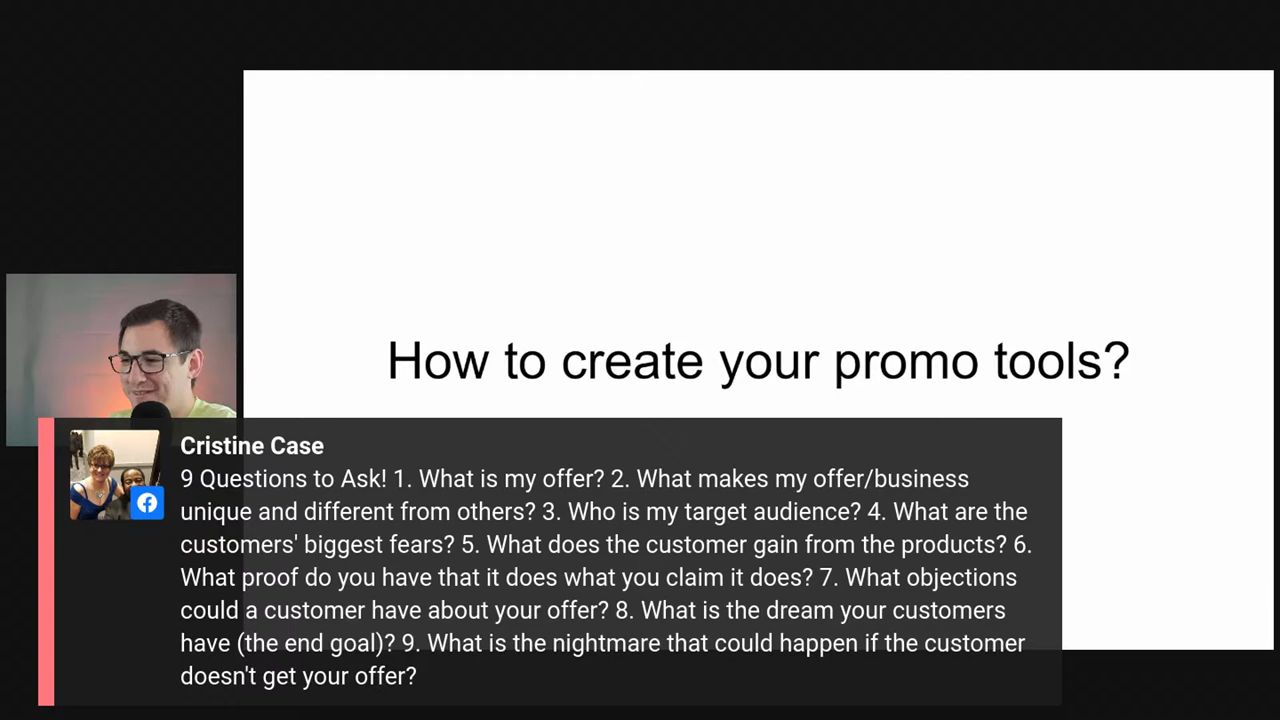 How to create your promo tools?
Cristine Case
9 Questions to Ask! 1. What is my offer? 2. What makes my offer/business
unique and different from others? 3. Who is my target audience? 4. What are the
customers' biggest fears? 5. What does the customer gain from the products? 6.
What proof do you have that it does what you claim it does? 7. What objections
could a customer have about your offer? 8. What is the dream your customers
have (the end goal)? 9. What is the nightmare that could happen if the customer
doesn't get your offer?